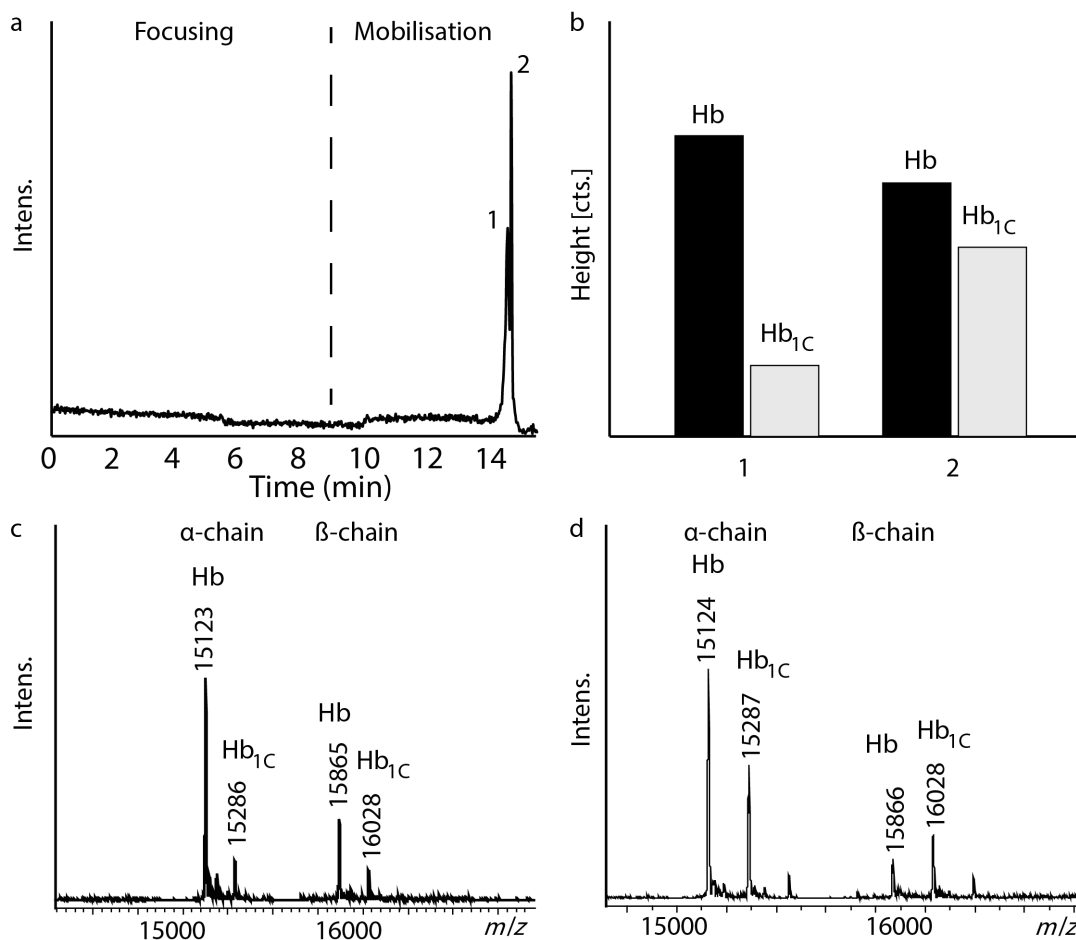 a
Focusing
Mobilisation
2
1
Intens.
0 2 4 6 8 10 12 14
Time (min)
b
Hb
Hb
Hb1C
Hb1C
Height [cts.]
1
2
c
α-chain
ß-chain
Hb
15123
Hb
Hb1C
15286
15865
Hb1C
16028
Intens.
15000
16000
m/z
d
α-chain
ß-chain
Hb
15124
Hb1C
15287
Hb
Hb1C
15866
16028
Intens.
15000
16000
m/z